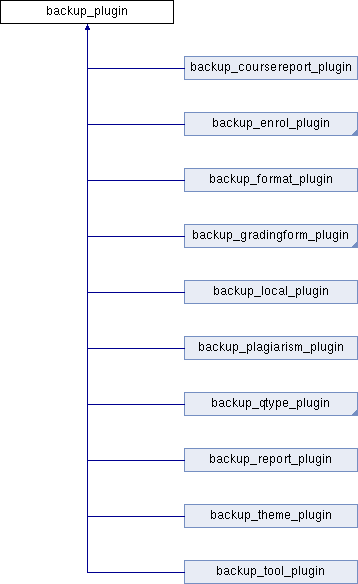 backup_plugin
backup_coursereport_plugin
backup_enrol_plugin
backup_format_plugin
backup_gradingform_plugin
backup_local_plugin
backup_plagiarism_plugin
backup_qtype_plugin
backup_report_plugin
backup_theme_plugin
backup_tool_plugin